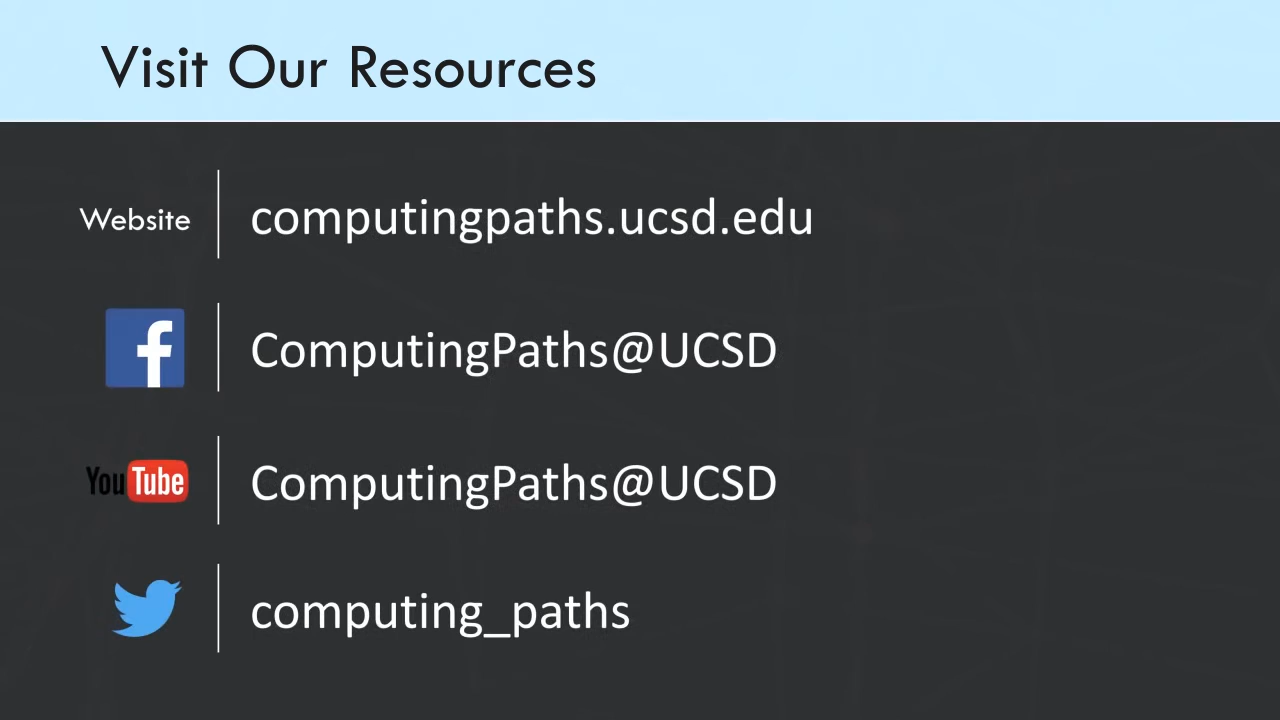 Visit Our Resources
Website
computingpaths.ucsd.edu
f
ComputingPaths@UCSD
YouTube
ComputingPaths@UCSD
computing_paths